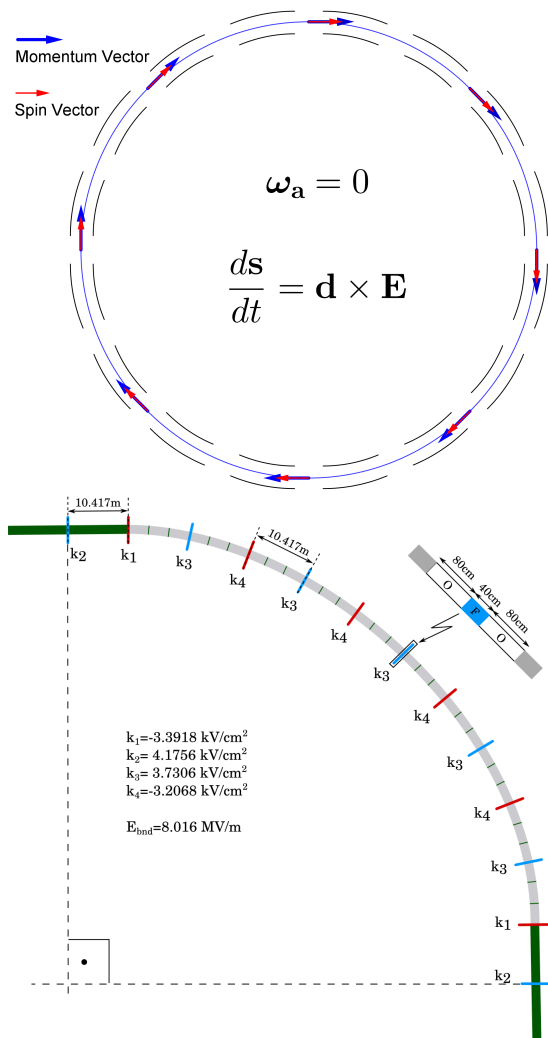 Momentum Vector
Spin Vector
ωa = 0
ds/dt = d × E
10.417m
k2
k1
k3
k4
10.417m
k3
k4
k3
k4
k3
k4
k3
k1
k2
80cm
40cm
80cm
O
F
O
k1=-3.3918 kV/cm²
k2= 4.1756 kV/cm²
k3= 3.7306 kV/cm²
k4=-3.2068 kV/cm²
Ebnd=8.016 MV/m